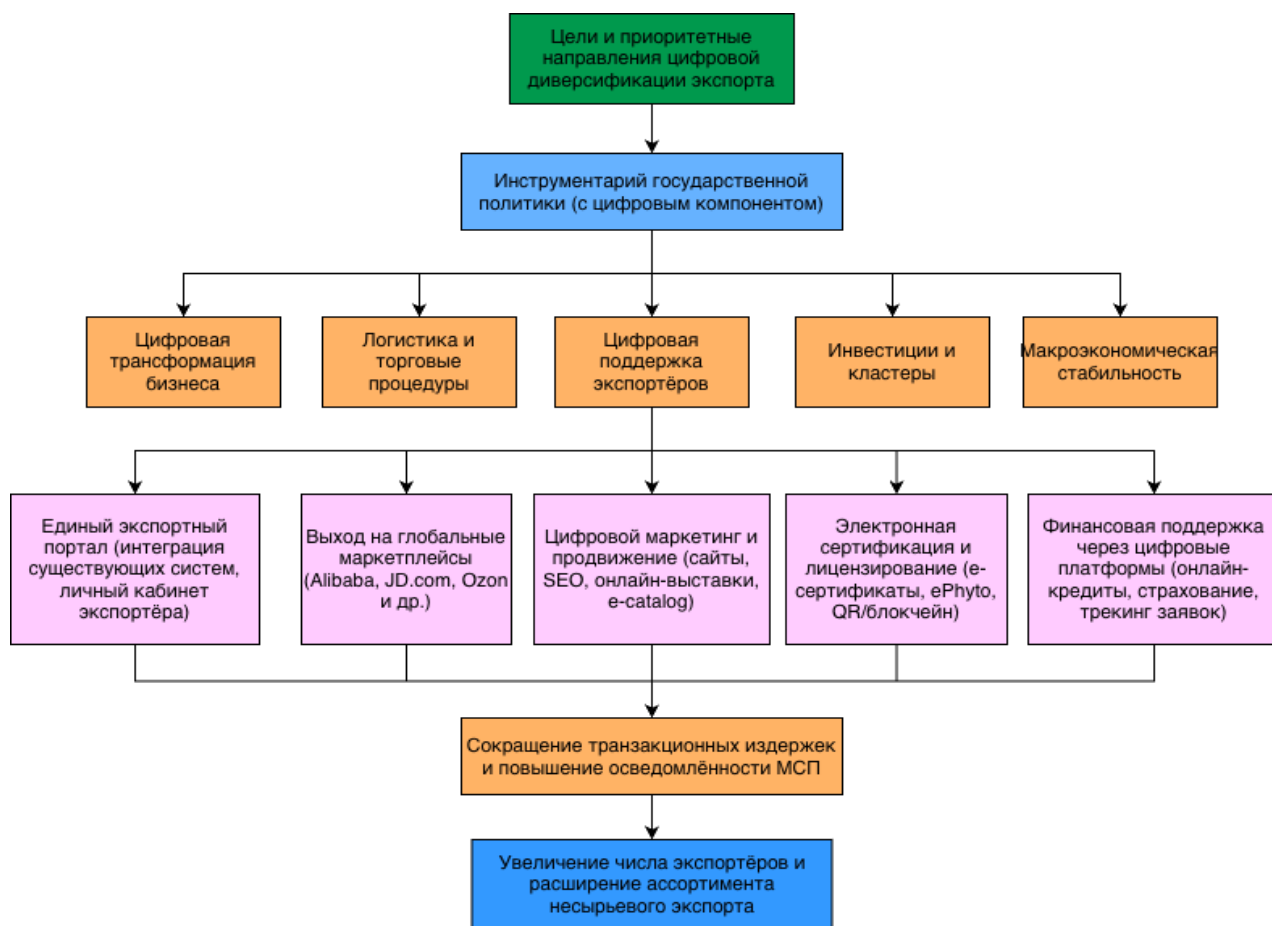 Цели и приоритетные
направления цифровой
диверсификации экспорта
Инструментарий государственной
политики (с цифровым компонентом)
Цифровая
трансформация
бизнеса
Логистика и
торговые
процедуры
Цифровая
поддержка
экспортёров
Инвестиции и
кластеры
Макроэкономическая
стабильность
Единый экспортный
портал (интеграция
существующих систем,
личный кабинет
экспортёра)
Выход на глобальные
маркетплейсы
(Alibaba, JD.com, Ozon
и др.)
Цифровой маркетинг и
продвижение (сайты,
SEO, онлайн-выставки,
e-catalog)
Электронная
сертификация и
лицензирование (e-
сертификаты, ePhyto,
QR/блокчейн)
Финансовая поддержка
через цифровые
платформы (онлайн-
кредиты, страхование,
трекинг заявок)
Сокращение транзакционных издержек
и повышение осведомлённости МСП
Увеличение числа экспортёров и
расширение ассортимента
несырьевого экспорта